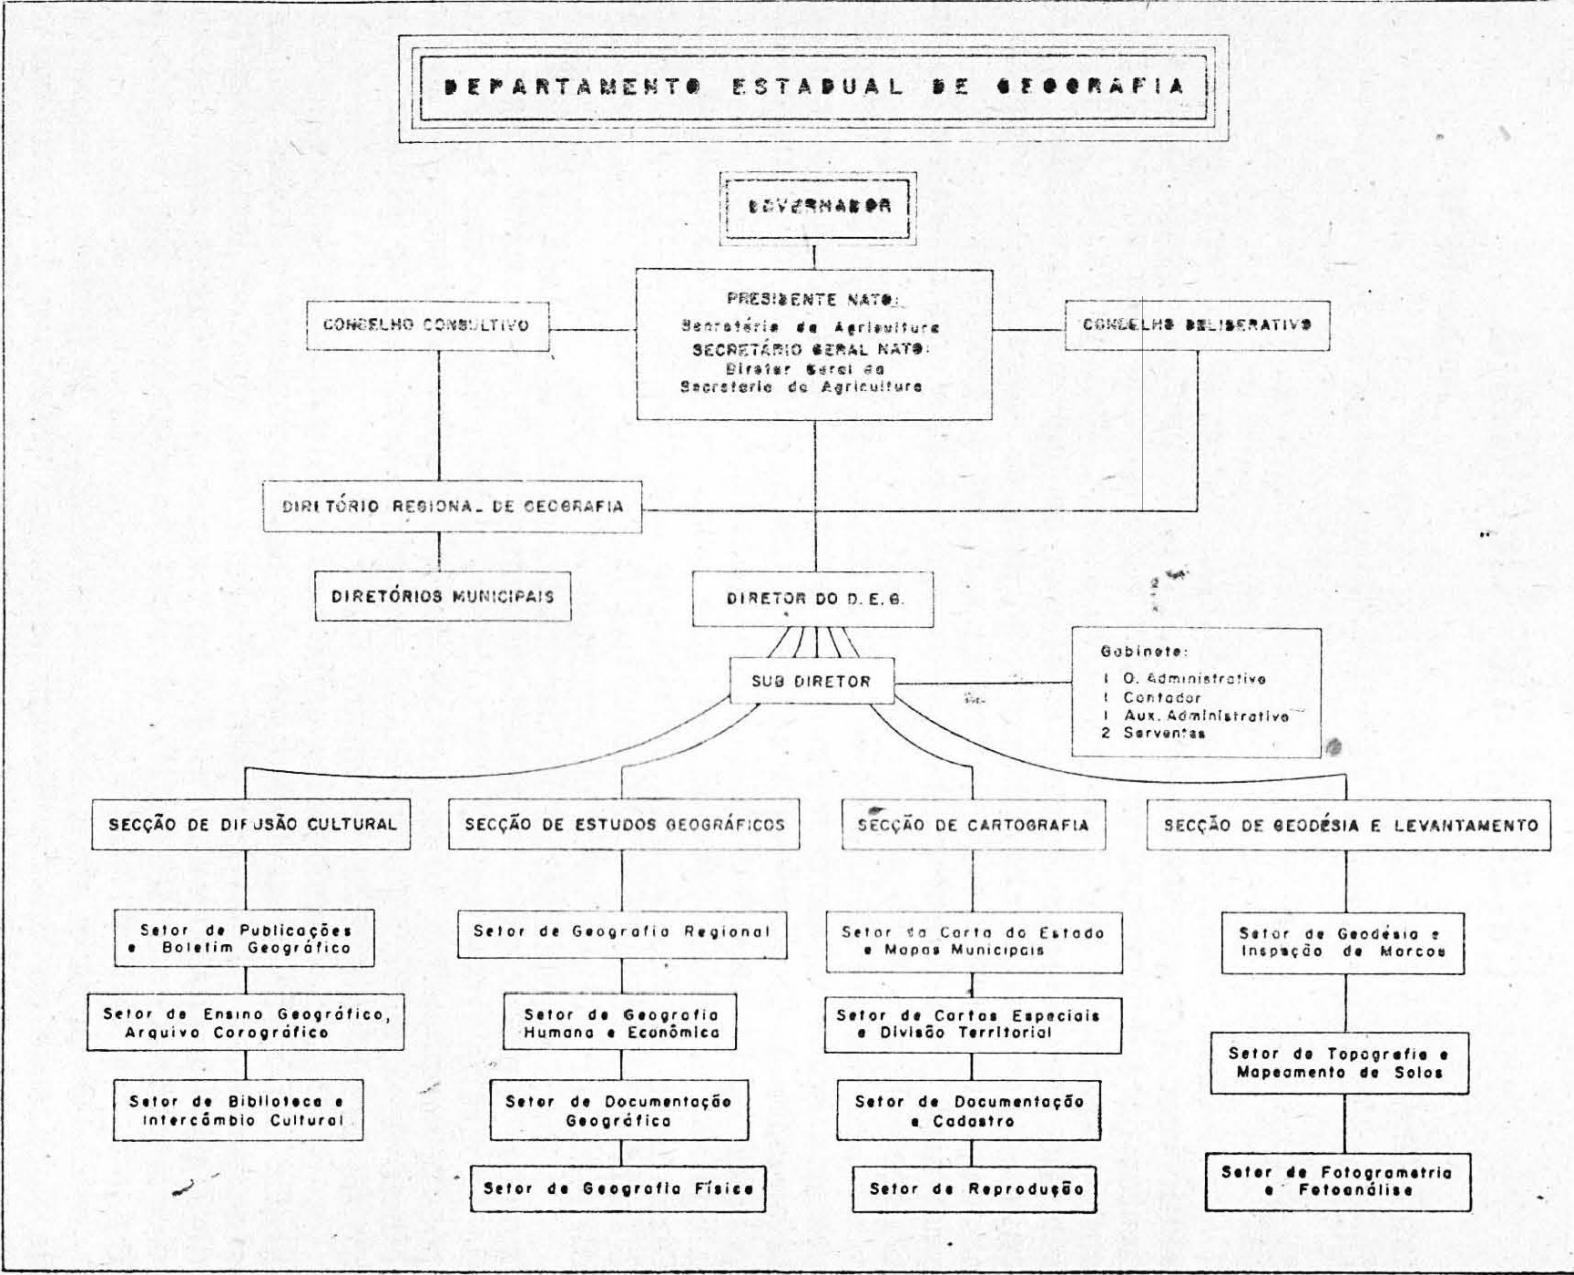 DEPARTAMENTO ESTADUAL DE GEOGRAFIA
GOVERNADOR
PRESIDENTE NATO:
Secretário da Agricultura
SECRETÁRIO GERAL NATO:
Diretor Geral da
Secretaria da Agricultura
CONSELHO CONSULTIVO
CONSELHO DELIBERATIVO
DIRETÓRIO REGIONAL DE GEOGRAFIA
DIRETÓRIOS MUNICIPAIS
DIRETOR DO D.E.G.
SUB DIRETOR
Gabinete:
1 O. Administrativo
1 Contador
1 Aux. Administrativo
2 Serventes
SECÇÃO DE DIFUSÃO CULTURAL
SECÇÃO DE ESTUDOS GEOGRÁFICOS
SECÇÃO DE CARTOGRAFIA
SECÇÃO DE GEODÉSIA E LEVANTAMENTO
Setor de Publicações
e Boletim Geográfico
Setor de Geografia Regional
Setor da Carta do Estado
e Mapas Municipais
Setor de Geodésia e
Inspeção de Marcos
Setor de Ensino Geográfico,
Arquivo Corográfico
Setor de Geografia
Humana e Econômica
Setor de Cartas Especiais
e Divisão Territorial
Setor de Topografia e
Mapeamento de Solos
Setor de Biblioteca e
Intercâmbio Cultural
Setor de Documentação
Geográfica
Setor de Documentação
e Cadastro
Setor de Geografia Física
Setor de Reprodução
Setor de Fotogrametria
e Fotoanálise